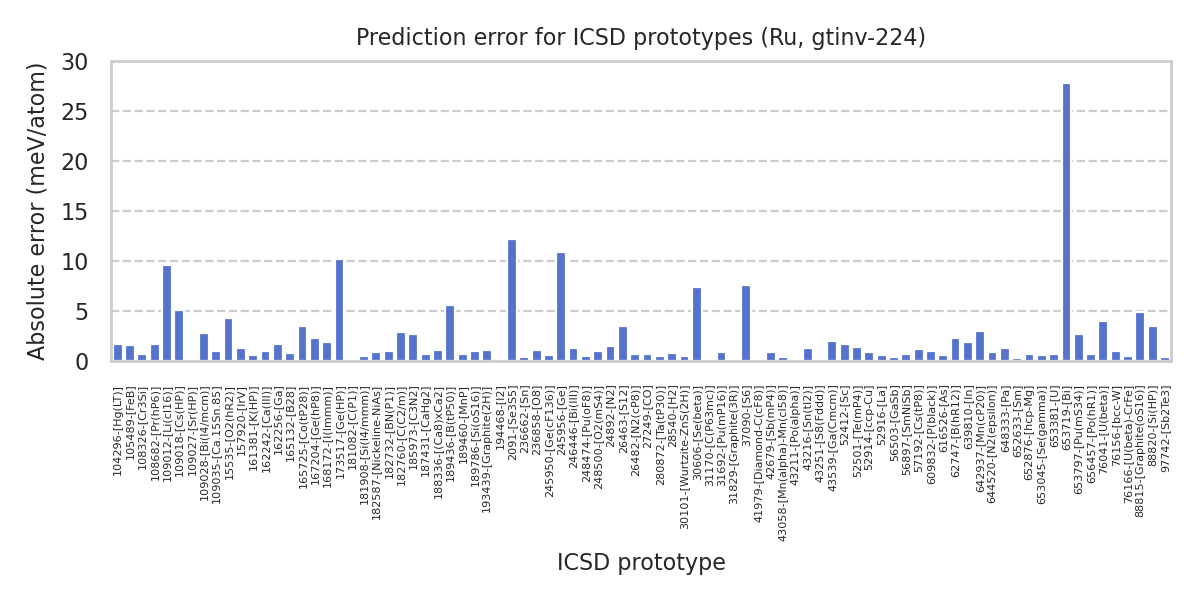 Prediction error for ICSD prototypes (Ru, gtinv-224)
Absolute error (meV/atom)
30
25
20
15
10
5
0
104296-[Hg(LT)]
105489-[FeB]
108326-[Cr3Si]
108682-[Pr(hP6)]
109012-[Li(cI16)]
109018-[Cs(HP)]
109027-[Sr(HP)]
109028-[Bi(I4/mcm)]
109035-[Ca.15Sn.85]
15535-[O2(hR2)]
157920-[IrV]
161381-[K(HP)]
162242-[Ca(III)]
162256-[Ga]
165132-[B28]
165725-[Co(tP28)]
167204-[Ge(hP8)]
168172-[I(Immm)]
173517-[Ge(HP)]
181082-[C(P1)]
181908-[Si(I4/mmm)]
182587-[Nickeline-NiAs]
182732-[BN(P1)]
182760-[C(C2/m)]
185973-[C3N2]
187431-[CaHg2]
188336-[(Ca8)xCa2]
189436-[B(tP50)]
189460-[MnP]
189786-[Si(oS16)]
193439-[Graphite(2H)]
194468-[I2]
2091-[Se3S5]
236662-[Sn]
236858-[O8]
245950-[Ge(cF136)]
245956-[Ge]
246446-[Bi(III)]
248474-[Pu(oF8)]
248500-[O2(mS4)]
24892-[N2]
26463-[S12]
26482-[N2(cP8)]
27249-[CO]
280872-[Ta(tP30)]
28540-[H2]
30101-[Wurtzite-ZnS(2H)]
30606-[Se(beta)]
31170-[C(P63mc)]
31692-[Pu(mP16)]
31829-[Graphite(3R)]
37090-[S6]
41979-[Diamond-C(cF8)]
42679-[Sb(mP4)]
43058-[Mn(alpha)-Mn(cI58)]
43211-[Po(alpha)]
43216-[Sn(tI2)]
43251-[S8(Fddd)]
43539-[Ga(Cmcm)]
52412-[Sc]
52501-[Te(mP4)]
52914-[fcc-Cu]
52916-[La]
56503-[GaSb]
56897-[SmNiSb]
57192-[Cs(tP8)]
609832-[P(black)]
616526-[As]
62747-[B(hR12)]
639810-[In]
642937-[Mn(cP20)]
644520-[N2(epsilon)]
648333-[Pa]
652633-[Sm]
652876-[hcp-Mg]
653045-[Se(gamma)]
653381-[U]
653719-[Bi]
653797-[Pu(mS34)]
656457-[Po(hR1)]
76041-[U(beta)]
76156-[bcc-W]
76166-[U(beta)-CrFe]
88815-[Graphite(oS16)]
88820-[Si(HP)]
97742-[Sb2Te3]
ICSD prototype